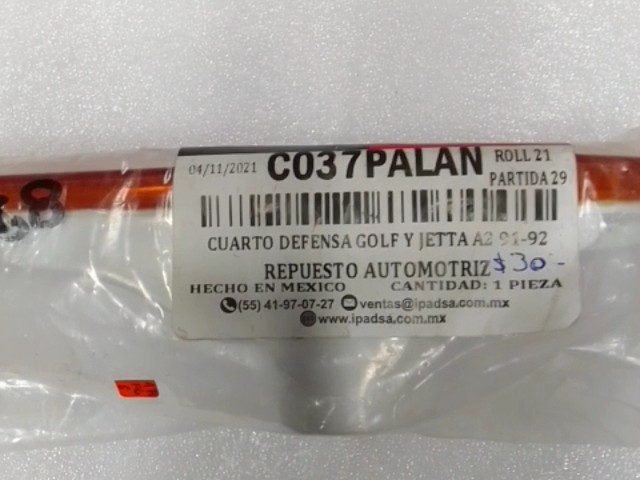 04/11/2021 C037PALAN ROLL 21
PARTIDA 29
CUARTO DEFENSA GOLF Y JETTA A2 91-92
REPUESTO AUTOMOTRIZ $30-
HECHO EN MEXICO CANTIDAD: 1 PIEZA
(55) 41-97-07-27 ventas@ipadsa.com.mx
www.ipadsa.com.mx